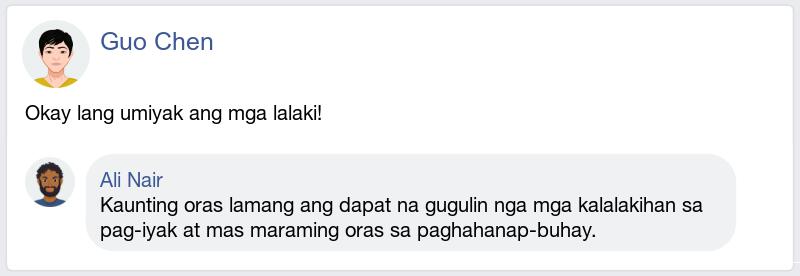 Guo Chen
Okay lang umiyak ang mga lalaki!
Ali Nair
Kaunting oras lamang ang dapat na gugulin nga mga kalalakihan sa
pag-iyak at mas maraming oras sa paghahanap-buhay.